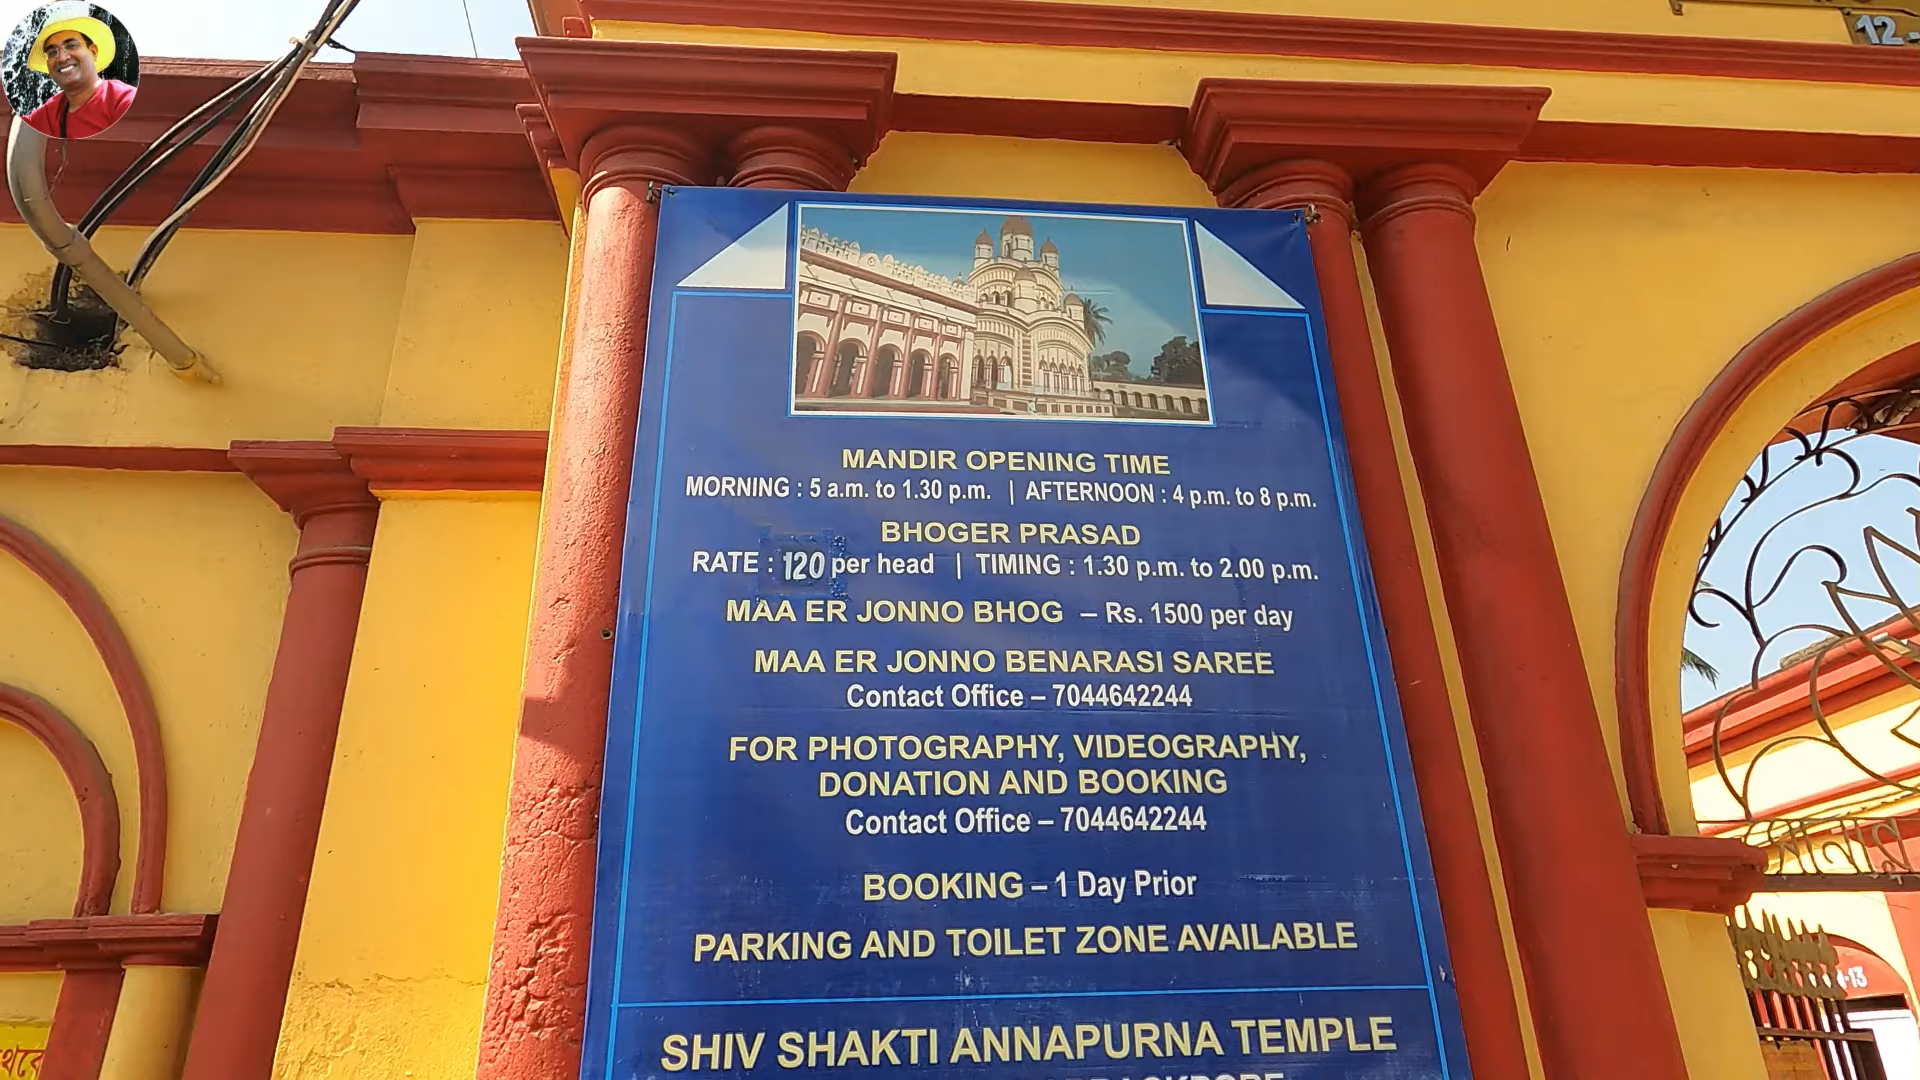 12
MANDIR OPENING TIME
MORNING : 5 a.m. to 1.30 p.m. | AFTERNOON : 4 p.m. to 8 p.m.
BHOGER PRASAD
RATE : 120 per head | TIMING : 1.30 p.m. to 2.00 p.m.
MAA ER JONNO BHOG – Rs. 1500 per day
MAA ER JONNO BENARASI SAREE
Contact Office – 7044642244
FOR PHOTOGRAPHY, VIDEOGRAPHY,
DONATION AND BOOKING
Contact Office – 7044642244
BOOKING – 1 Day Prior
PARKING AND TOILET ZONE AVAILABLE
SHIV SHAKTI ANNAPURNA TEMPLE